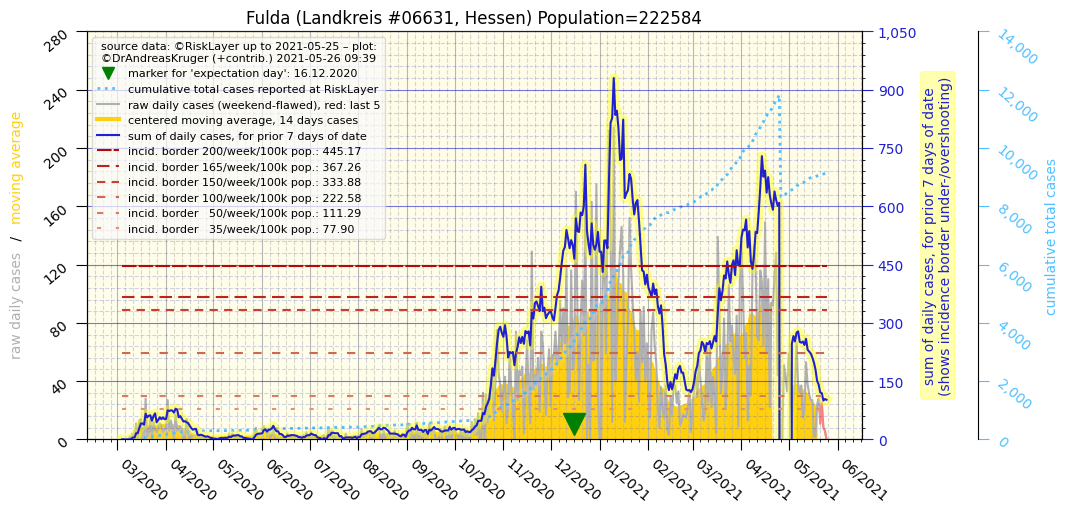 Fulda (Landkreis #06631, Hessen) Population=222584
source data: ©RiskLayer up to 2021-05-25 – plot:
©DrAndreasKruger (+contrib.) 2021-05-26 09:39
marker for 'expectation day': 16.12.2020
cumulative total cases reported at RiskLayer
raw daily cases (weekend-flawed), red: last 5
centered moving average, 14 days cases
sum of daily cases, for prior 7 days of date
incid. border 200/week/100k pop.: 445.17
incid. border 165/week/100k pop.: 367.26
incid. border 150/week/100k pop.: 333.88
incid. border 100/week/100k pop.: 222.58
incid. border 50/week/100k pop.: 111.29
incid. border 35/week/100k pop.: 77.90
raw daily cases / moving average
280
240
200
160
120
80
40
0
03/2020
04/2020
05/2020
06/2020
07/2020
08/2020
09/2020
10/2020
11/2020
12/2020
01/2021
02/2021
03/2021
04/2021
05/2021
06/2021
1,050
900
750
600
450
300
150
0
sum of daily cases, for prior 7 days of date
(shows incidence border under-/overshooting)
14,000
12,000
10,000
8,000
6,000
4,000
2,000
0
cumulative total cases